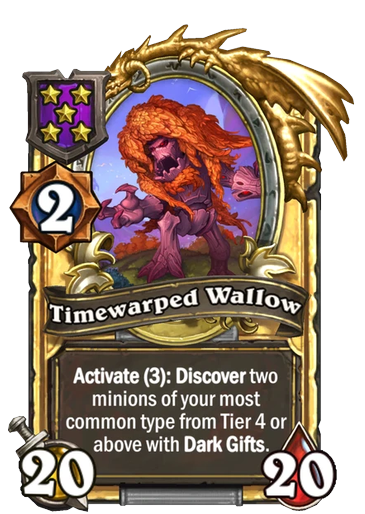 2
Timewarped Wallow
Activate (3): Discover two
minions of your most
common type from Tier 4 or
above with Dark Gifts.
20
20